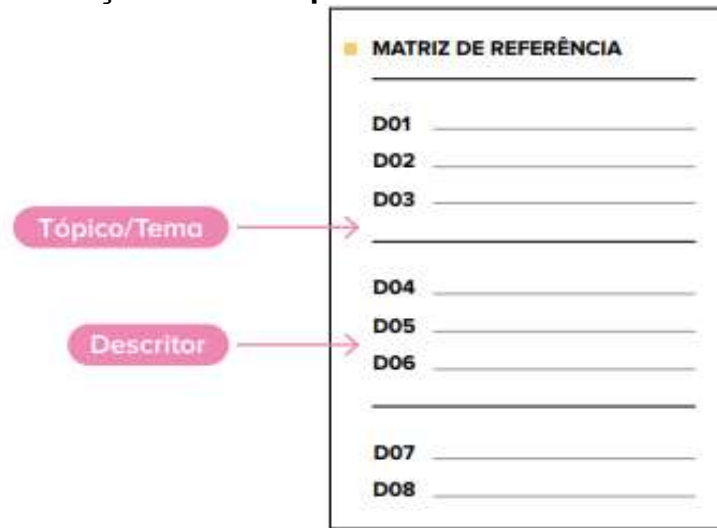 MATRIZ DE REFERÊNCIA
D01
D02
D03
Tópico/Tema
D04
D05
Descritor
D06
D07
D08